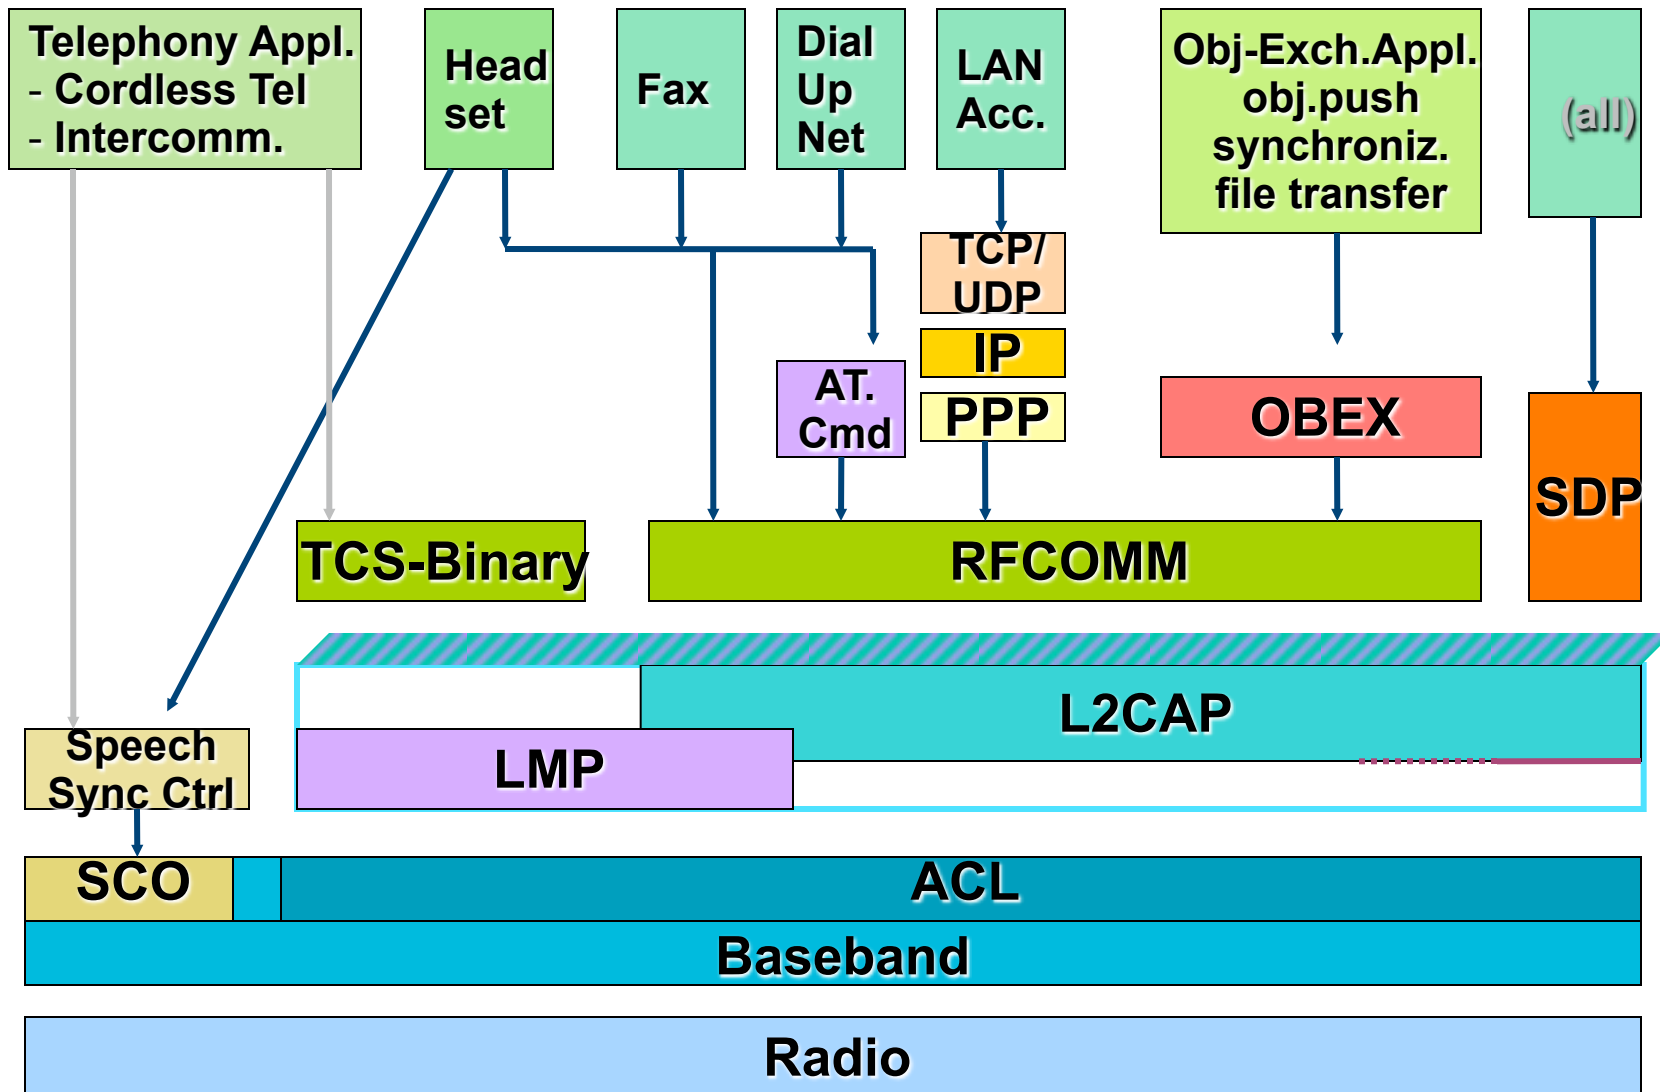 Telephony Appl.
- Cordless Tel
- Intercomm.
Head
set
Fax
Dial
Up
Net
LAN
Acc.
Obj-Exch.Appl.
obj.push
synchroniz.
file transfer
(all)
TCP/
UDP
IP
PPP
AT.
Cmd
OBEX
SDP
TCS-Binary
RFCOMM
L2CAP
LMP
Speech
Sync Ctrl
SCO
ACL
Baseband
Radio